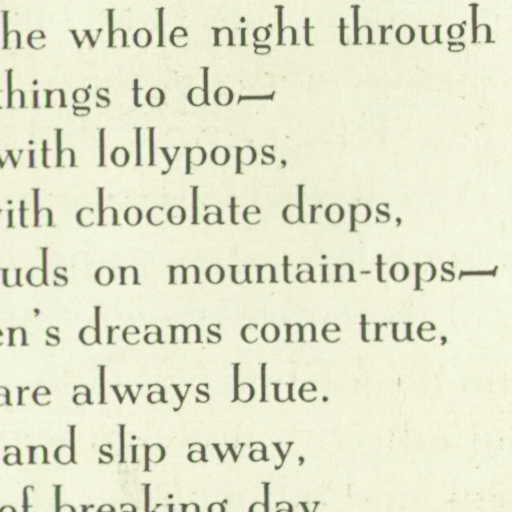 he whole night through
things to do—
with lollypops,
ith chocolate drops,
uds on mountain-tops—
en's dreams come true,
are always blue.
and slip away,
of breaking day